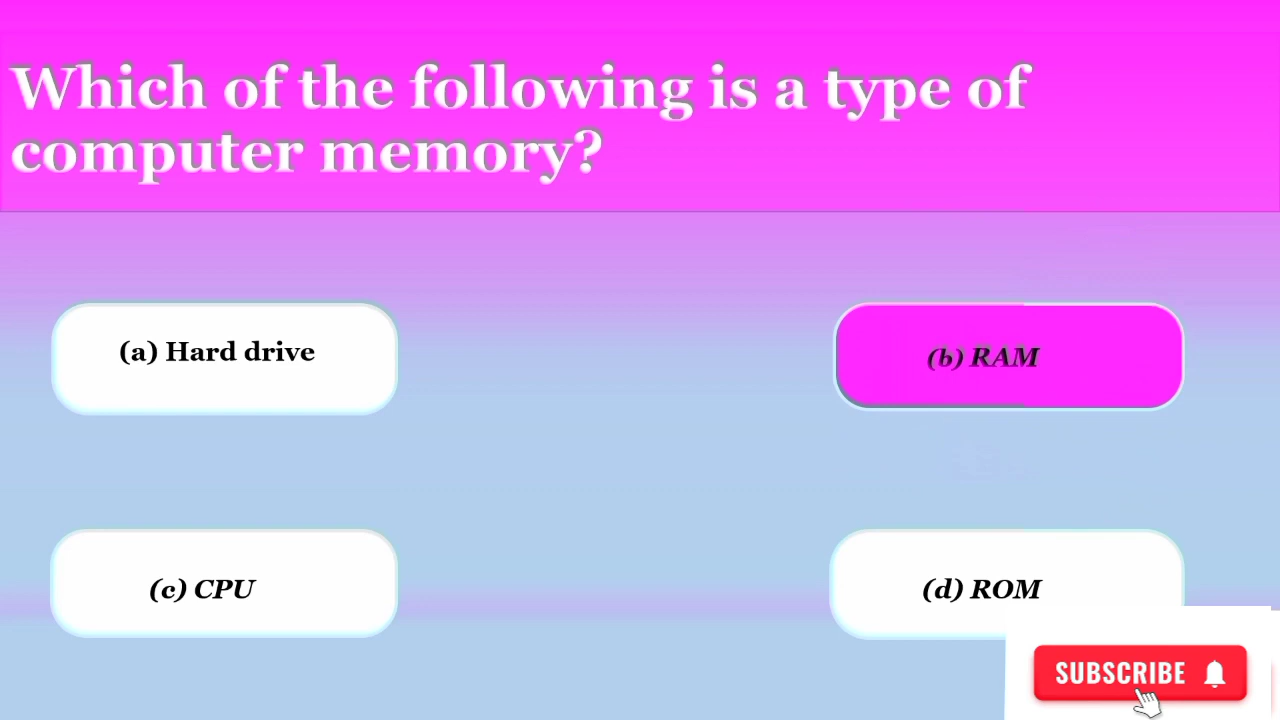 Which of the following is a type of
computer memory?
(a) Hard drive
(b) RAM
(c) CPU
(d) ROM
SUBSCRIBE